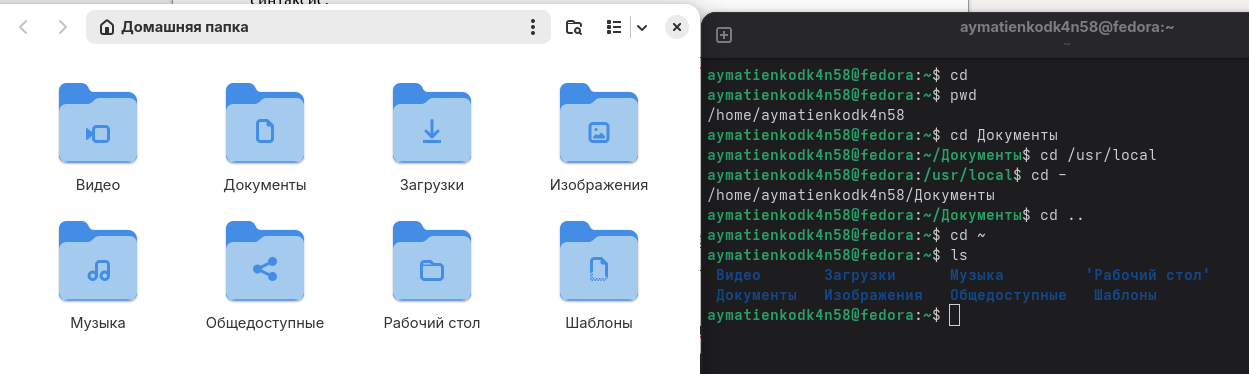 синтаксис.
Домашняя папка
Видео
Документы
Загрузки
Изображения
Музыка
Общедоступные
Рабочий стол
Шаблоны
aymatienkodk4n58@fedora:~
~
aymatienkodk4n58@fedora:~$ cd
aymatienkodk4n58@fedora:~$ pwd
/home/aymatienkodk4n58
aymatienkodk4n58@fedora:~$ cd Документы
aymatienkodk4n58@fedora:~/Документы$ cd /usr/local
aymatienkodk4n58@fedora:/usr/local$ cd -
/home/aymatienkodk4n58/Документы
aymatienkodk4n58@fedora:~/Документы$ cd ..
aymatienkodk4n58@fedora:~$ cd ~
aymatienkodk4n58@fedora:~$ ls
Видео Загрузки Музыка 'Рабочий стол'
Документы Изображения Общедоступные Шаблоны
aymatienkodk4n58@fedora:~$